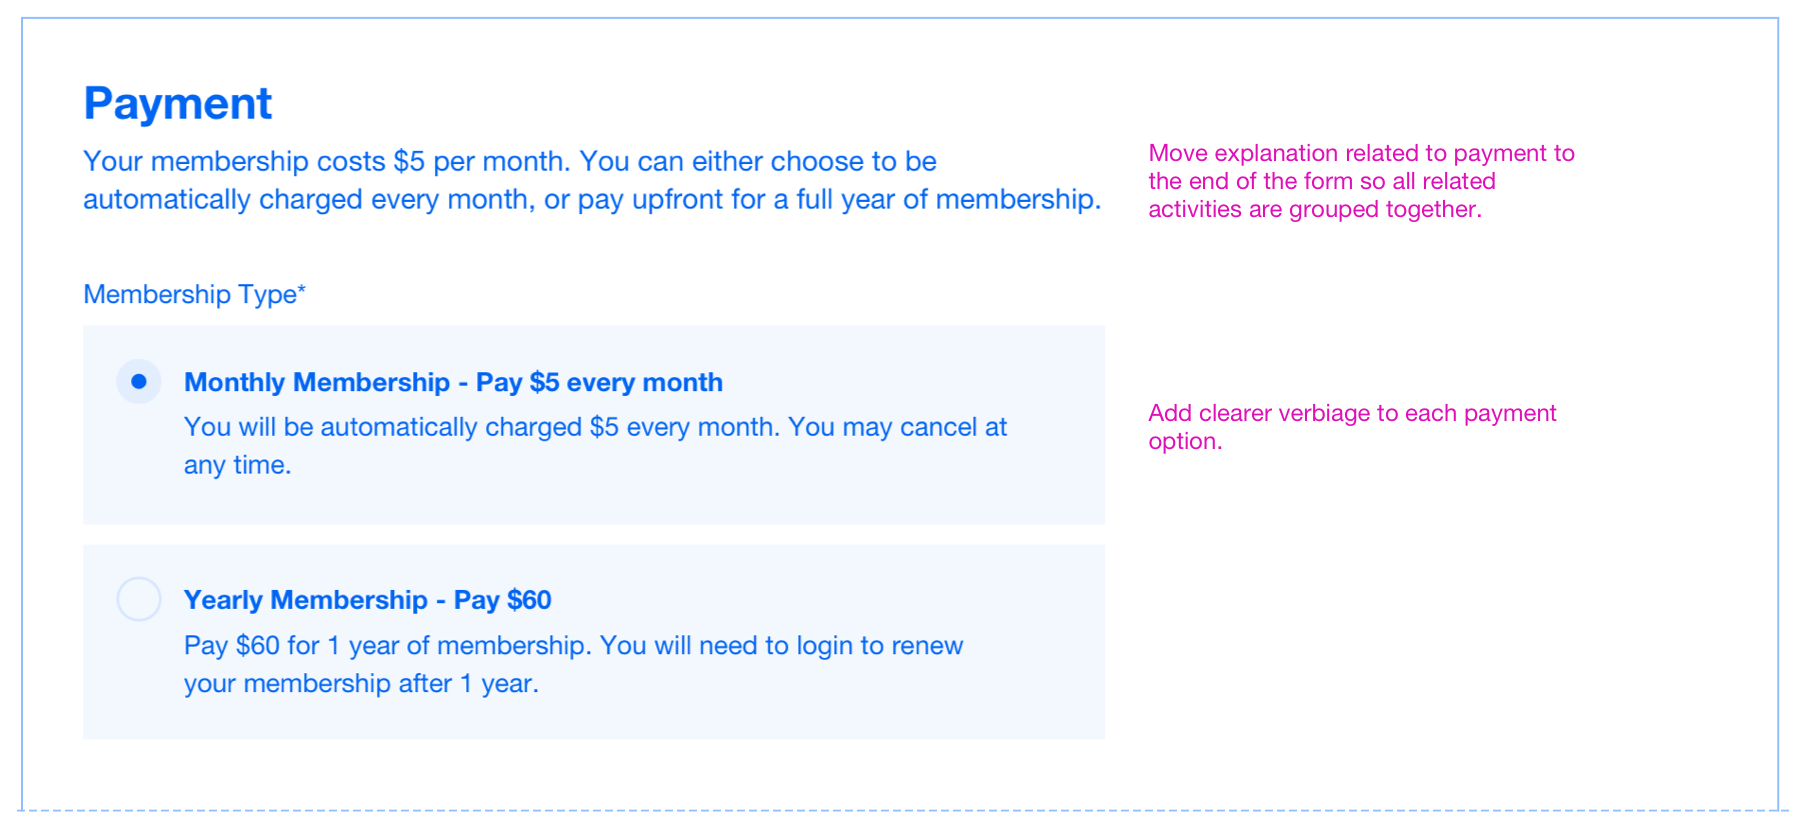 Payment
Your membership costs $5 per month. You can either choose to be
automatically charged every month, or pay upfront for a full year of membership.
Move explanation related to payment to
the end of the form so all related
activities are grouped together.
Membership Type*
Monthly Membership - Pay $5 every month
You will be automatically charged $5 every month. You may cancel at
any time.
Add clearer verbiage to each payment
option.
Yearly Membership - Pay $60
Pay $60 for 1 year of membership. You will need to login to renew
your membership after 1 year.